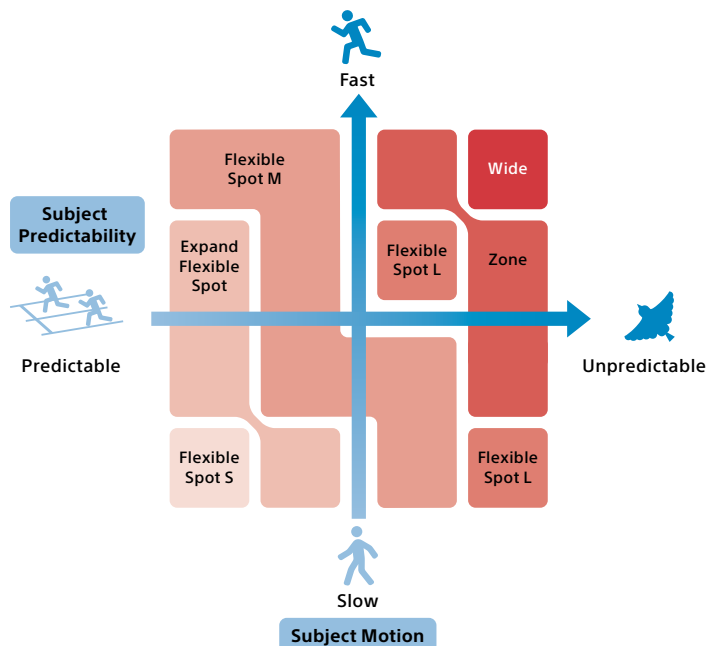 Fast
Flexible
Spot M
Wide
Subject
Predictability
Expand
Flexible
Spot
Flexible
Spot L
Zone
Predictable
Unpredictable
Flexible
Spot S
Flexible
Spot L
Slow
Subject Motion